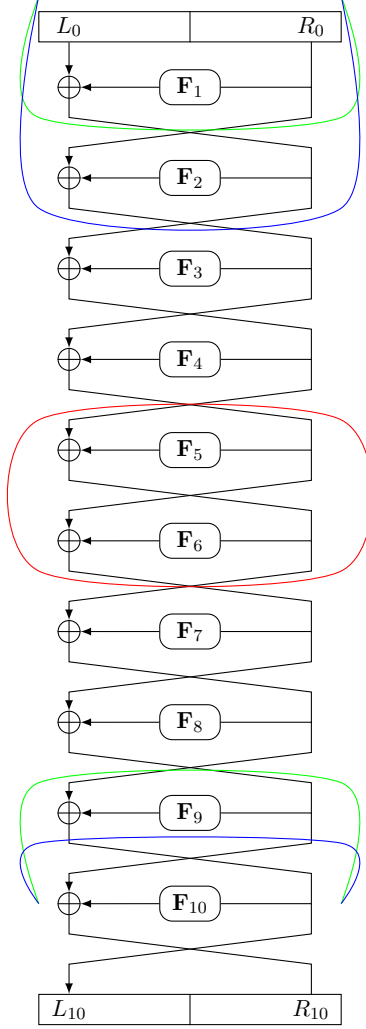 L₀ R₀
F₁
F₂
F₃
F₄
F₅
F₆
F₇
F₈
F₉
F₁₀
L₁₀ R₁₀